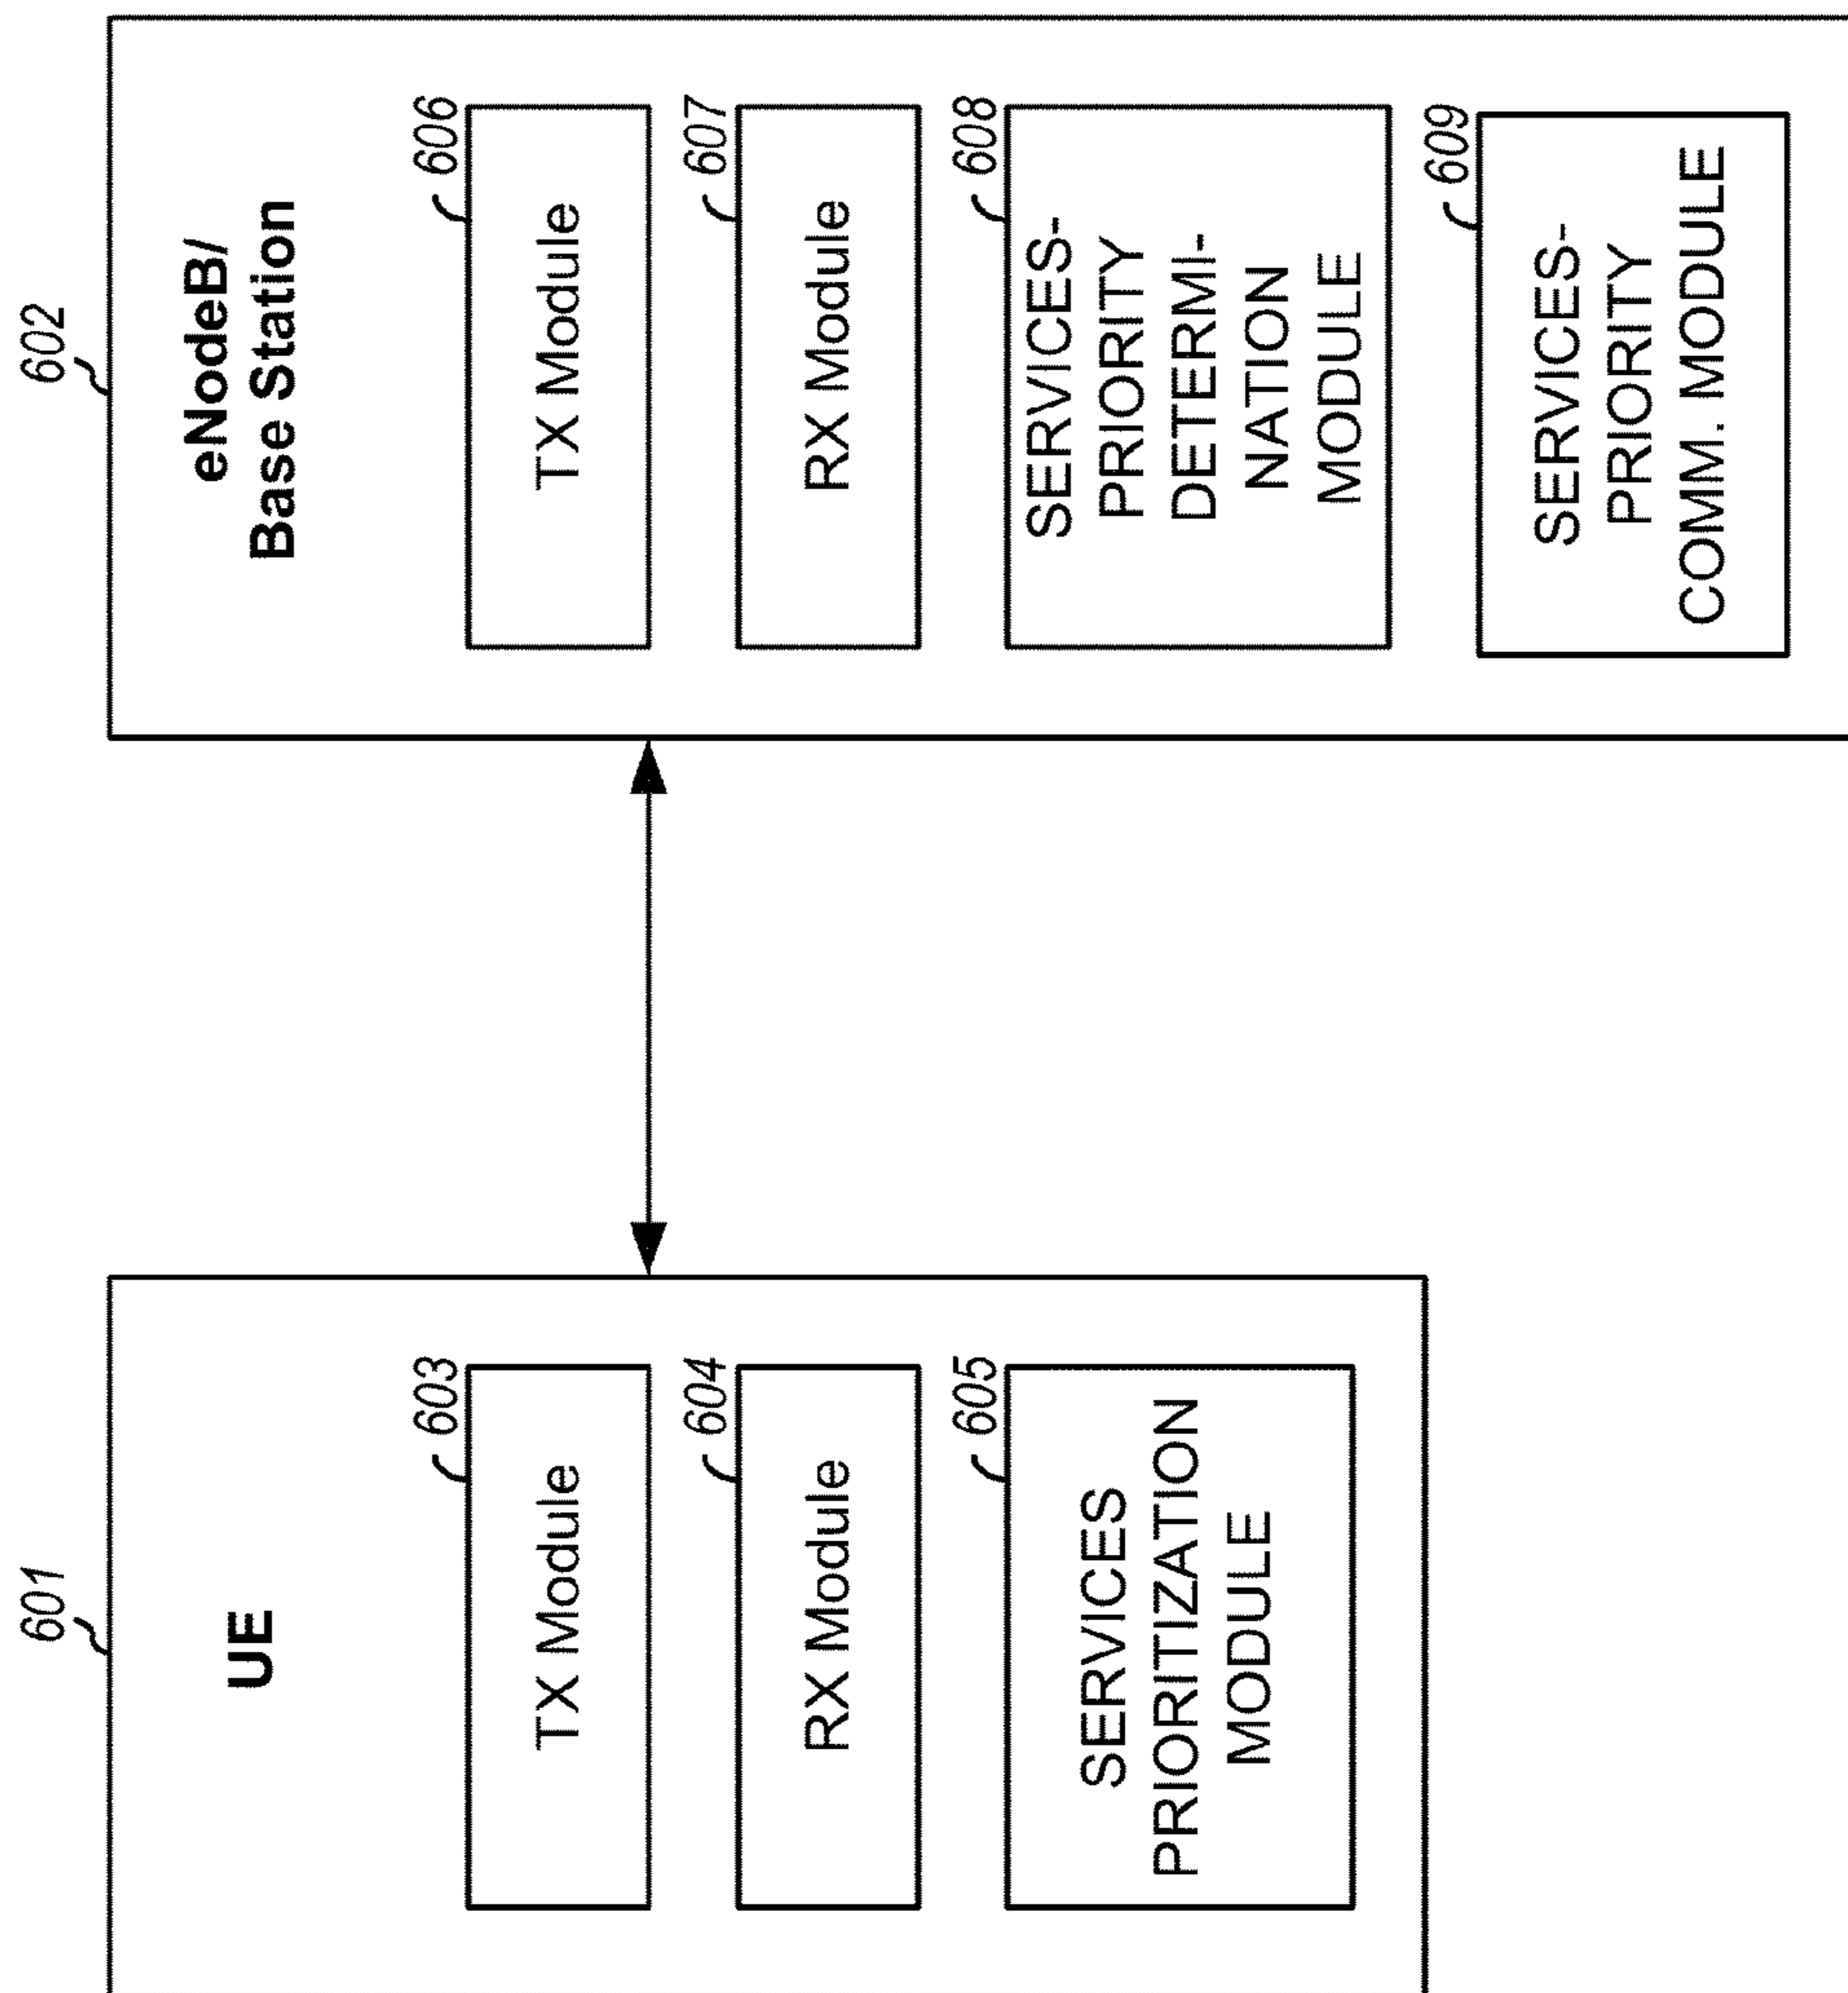 601
UE
603
TX Module
604
RX Module
605
SERVICES
PRIORITIZATION
MODULE
602
eNodeB/
Base Station
606
TX Module
607
RX Module
608
SERVICES-
PRIORITY
DETERMI-
NATION
MODULE
609
SERVICES-
PRIORITY
COMM. MODULE